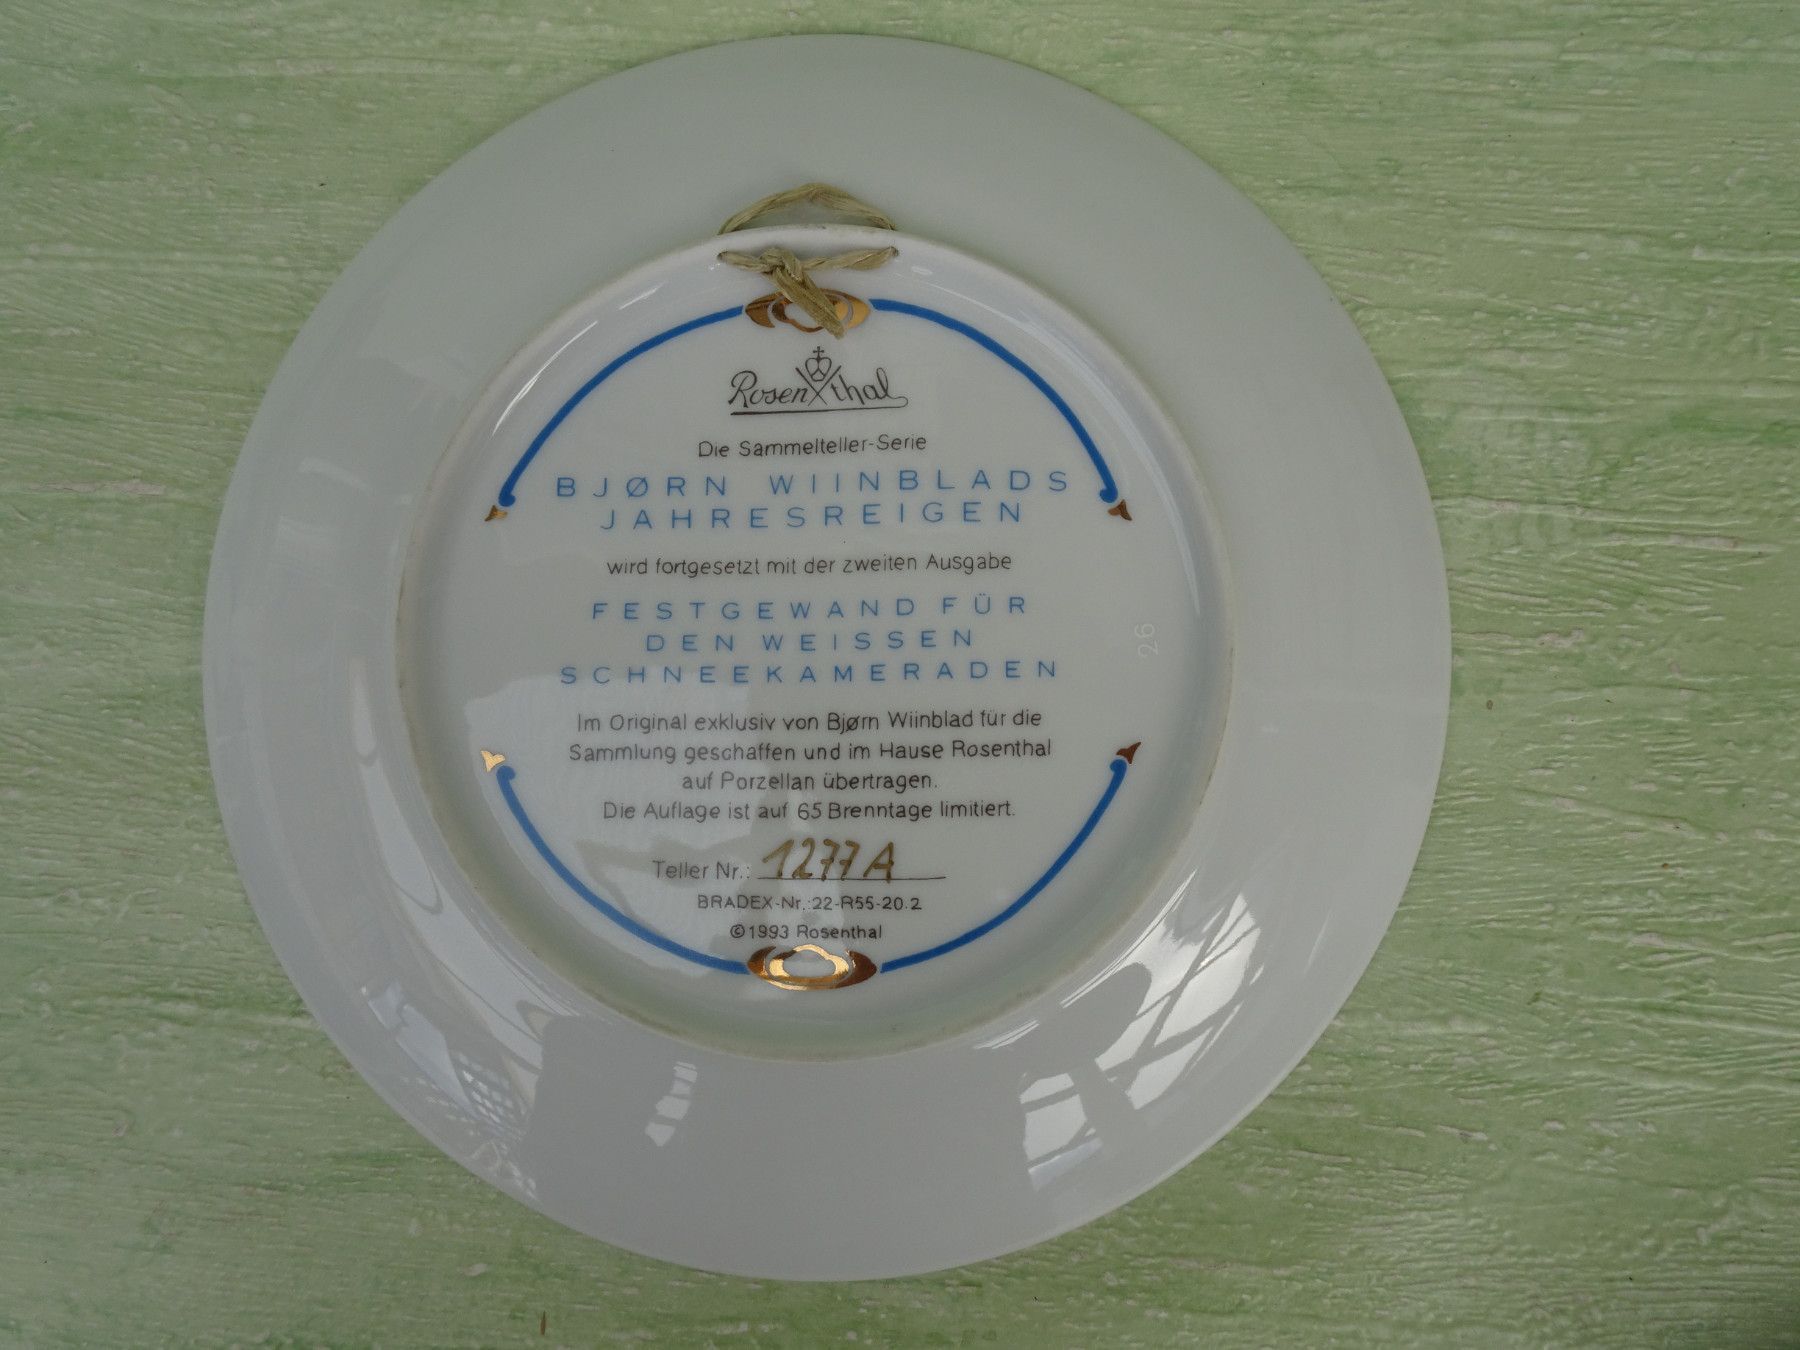 Rosenthal
Die Sammelteller-Serie
BJØRN WIINBLADS
JAHRESREIGEN
wird fortgesetzt mit der zweiten Ausgabe
FESTGEWAND FÜR
DEN WEISSEN
SCHNEEKAMERADEN
Im Original exklusiv von Bjørn Wiinblad für die
Sammlung geschaffen und im Hause Rosenthal
auf Porzellan übertragen.
Die Auflage ist auf 65 Brenntage limitiert.
Teller Nr.: 1277A
BRADEX-Nr.:22-R55-20.2
©1993 Rosenthal
26